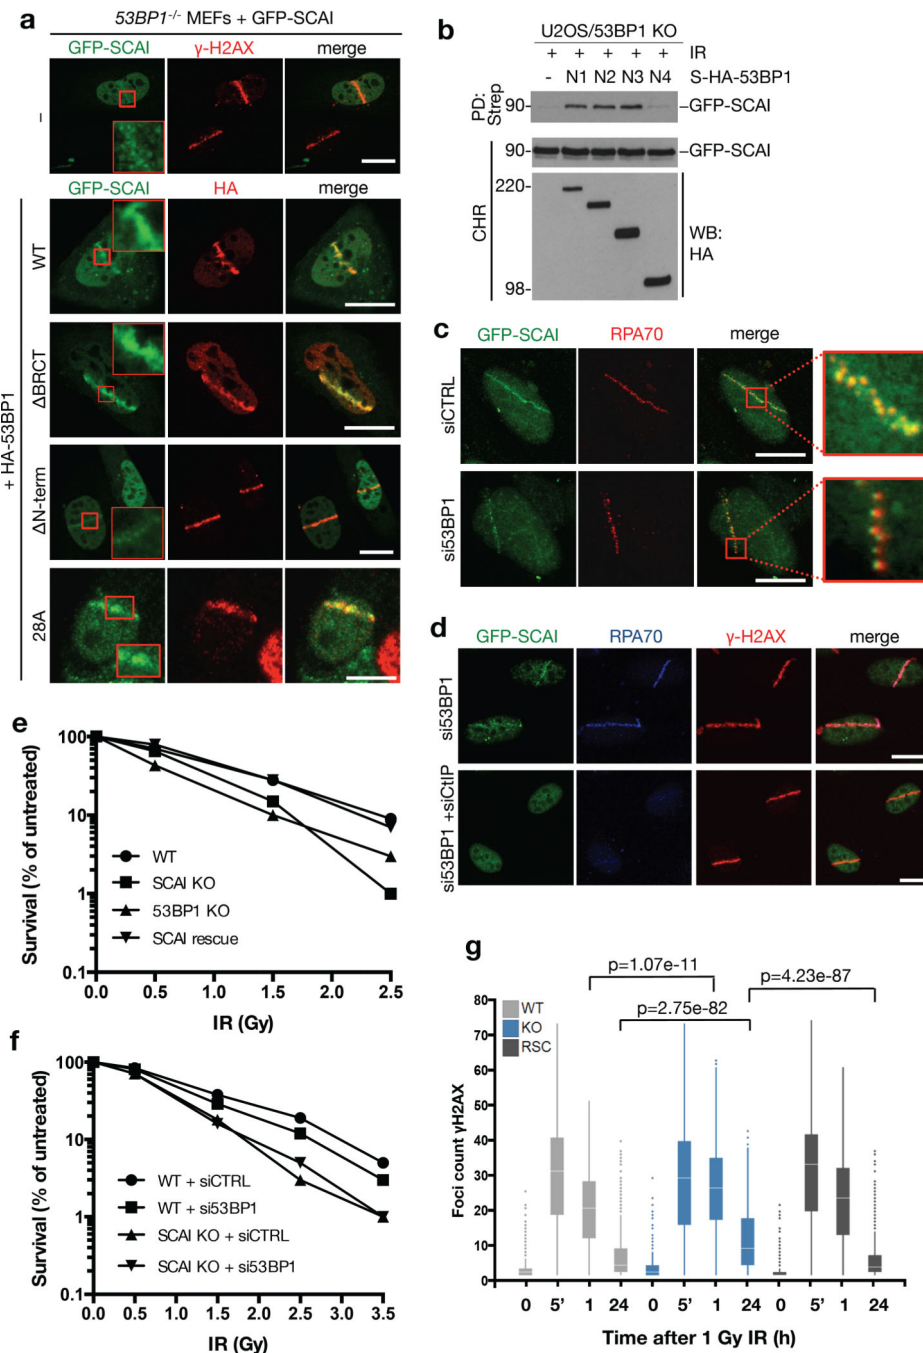 a
53BP1-/- MEFs + GFP-SCAI
GFP-SCAI γ-H2AX merge
–
GFP-SCAI HA merge
+ HA-53BP1
WT
ΔBRCT
ΔN-term
28A
b
U2OS/53BP1 KO
+ + + + + IR
- N1 N2 N3 N4 S-HA-53BP1
PD: Strep
90- –GFP-SCAI
CHR
90- –GFP-SCAI
220-
WB:
HA
98-
c
GFP-SCAI RPA70 merge
siCTRL
si53BP1
d
GFP-SCAI RPA70 γ-H2AX merge
si53BP1
si53BP1 +siCtIP
e
Survival (% of untreated)
100
10
1
0.1
WT
SCAI KO
53BP1 KO
SCAI rescue
0.0 0.5 1.0 1.5 2.0 2.5
IR (Gy)
f
Survival (% of untreated)
100
10
1
0.1
WT + siCTRL
WT + si53BP1
SCAI KO + siCTRL
SCAI KO + si53BP1
0 0.5 1.0 1.5 2.0 2.5 3.0 3.5
IR (Gy)
g
p=1.07e-11
p=4.23e-87
p=2.75e-82
WT
KO
RSC
Foci count γH2AX
80
70
60
50
40
30
20
10
0
0 5' 1 24 0 5' 1 24 0 5' 1 24
Time after 1 Gy IR (h)